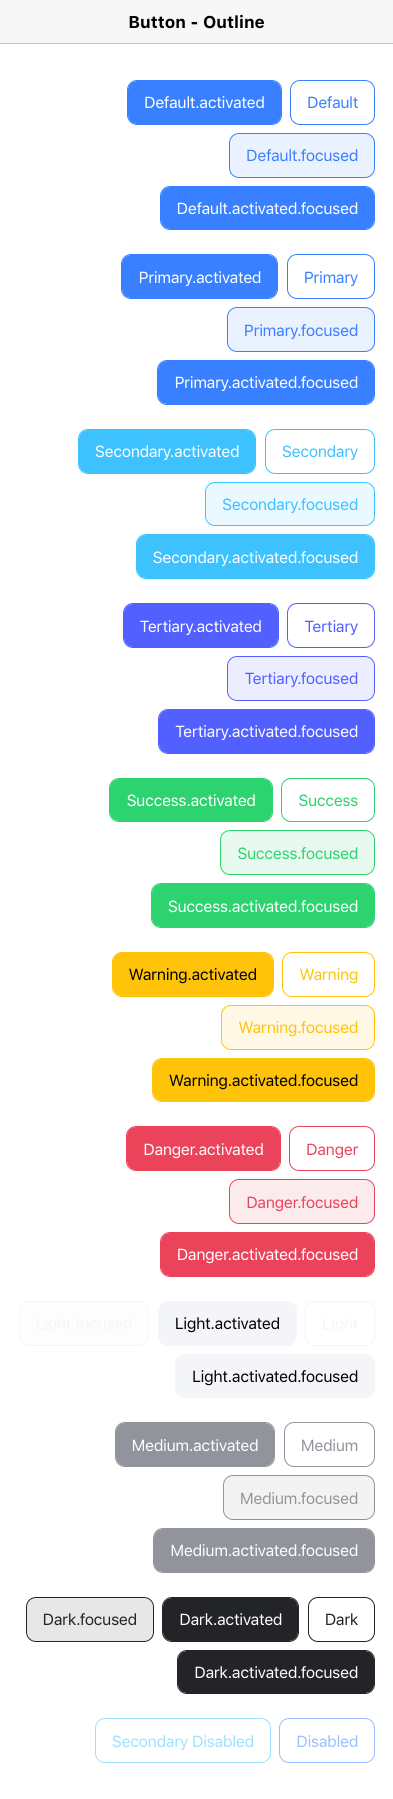 Button - Outline
Default.activated Default
Default.focused
Default.activated.focused
Primary.activated Primary
Primary.focused
Primary.activated.focused
Secondary.activated Secondary
Secondary.focused
Secondary.activated.focused
Tertiary.activated Tertiary
Tertiary.focused
Tertiary.activated.focused
Success.activated Success
Success.focused
Success.activated.focused
Warning.activated Warning
Warning.focused
Warning.activated.focused
Danger.activated Danger
Danger.focused
Danger.activated.focused
Light.focused Light.activated Light
Light.activated.focused
Medium.activated Medium
Medium.focused
Medium.activated.focused
Dark.focused Dark.activated Dark
Dark.activated.focused
Secondary Disabled Disabled